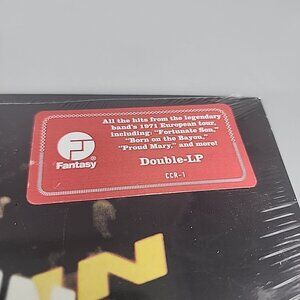 All the hits from the legendary
band's 1971 European tour,
including: "Fortunate Son,"
"Born on the Bayou,"
"Proud Mary," and more!
Double-LP
CCR-1
F
Fantasy®